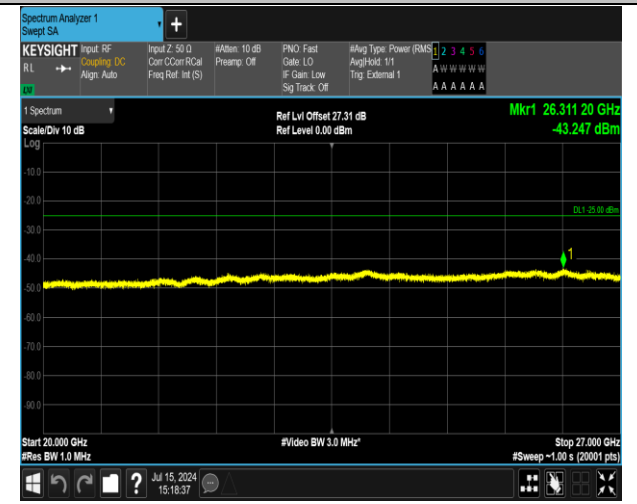 Spectrum Analyzer 1
Swept SA
+
KEYSIGHT Input: RF Input Z: 50 Ω #Atten: 10 dB PNO: Fast #Avg Type: Power (RMS 1 2 3 4 5 6
RL Coupling: DC Corr CCorr RCal Preamp: Off Gate: LO Avg|Hold: 1/1 A W W W W W
Align: Auto Freq Ref: Int (S) IF Gain: Low Trig: External 1
LXI Sig Track: Off A A A A A A
1 Spectrum Ref Lvl Offset 27.31 dB Mkr1 26.311 20 GHz
Scale/Div 10 dB Ref Level 0.00 dBm -43.247 dBm
Log
-10.0
-20.0
DL1 -25.00 dBm
-30.0
-40.0 1
-50.0
-60.0
-70.0
-80.0
-90.0
Start 20.000 GHz #Video BW 3.0 MHz* Stop 27.000 GHz
#Res BW 1.0 MHz #Sweep ~1.00 s (20001 pts)
? Jul 15, 2024
15:18:37